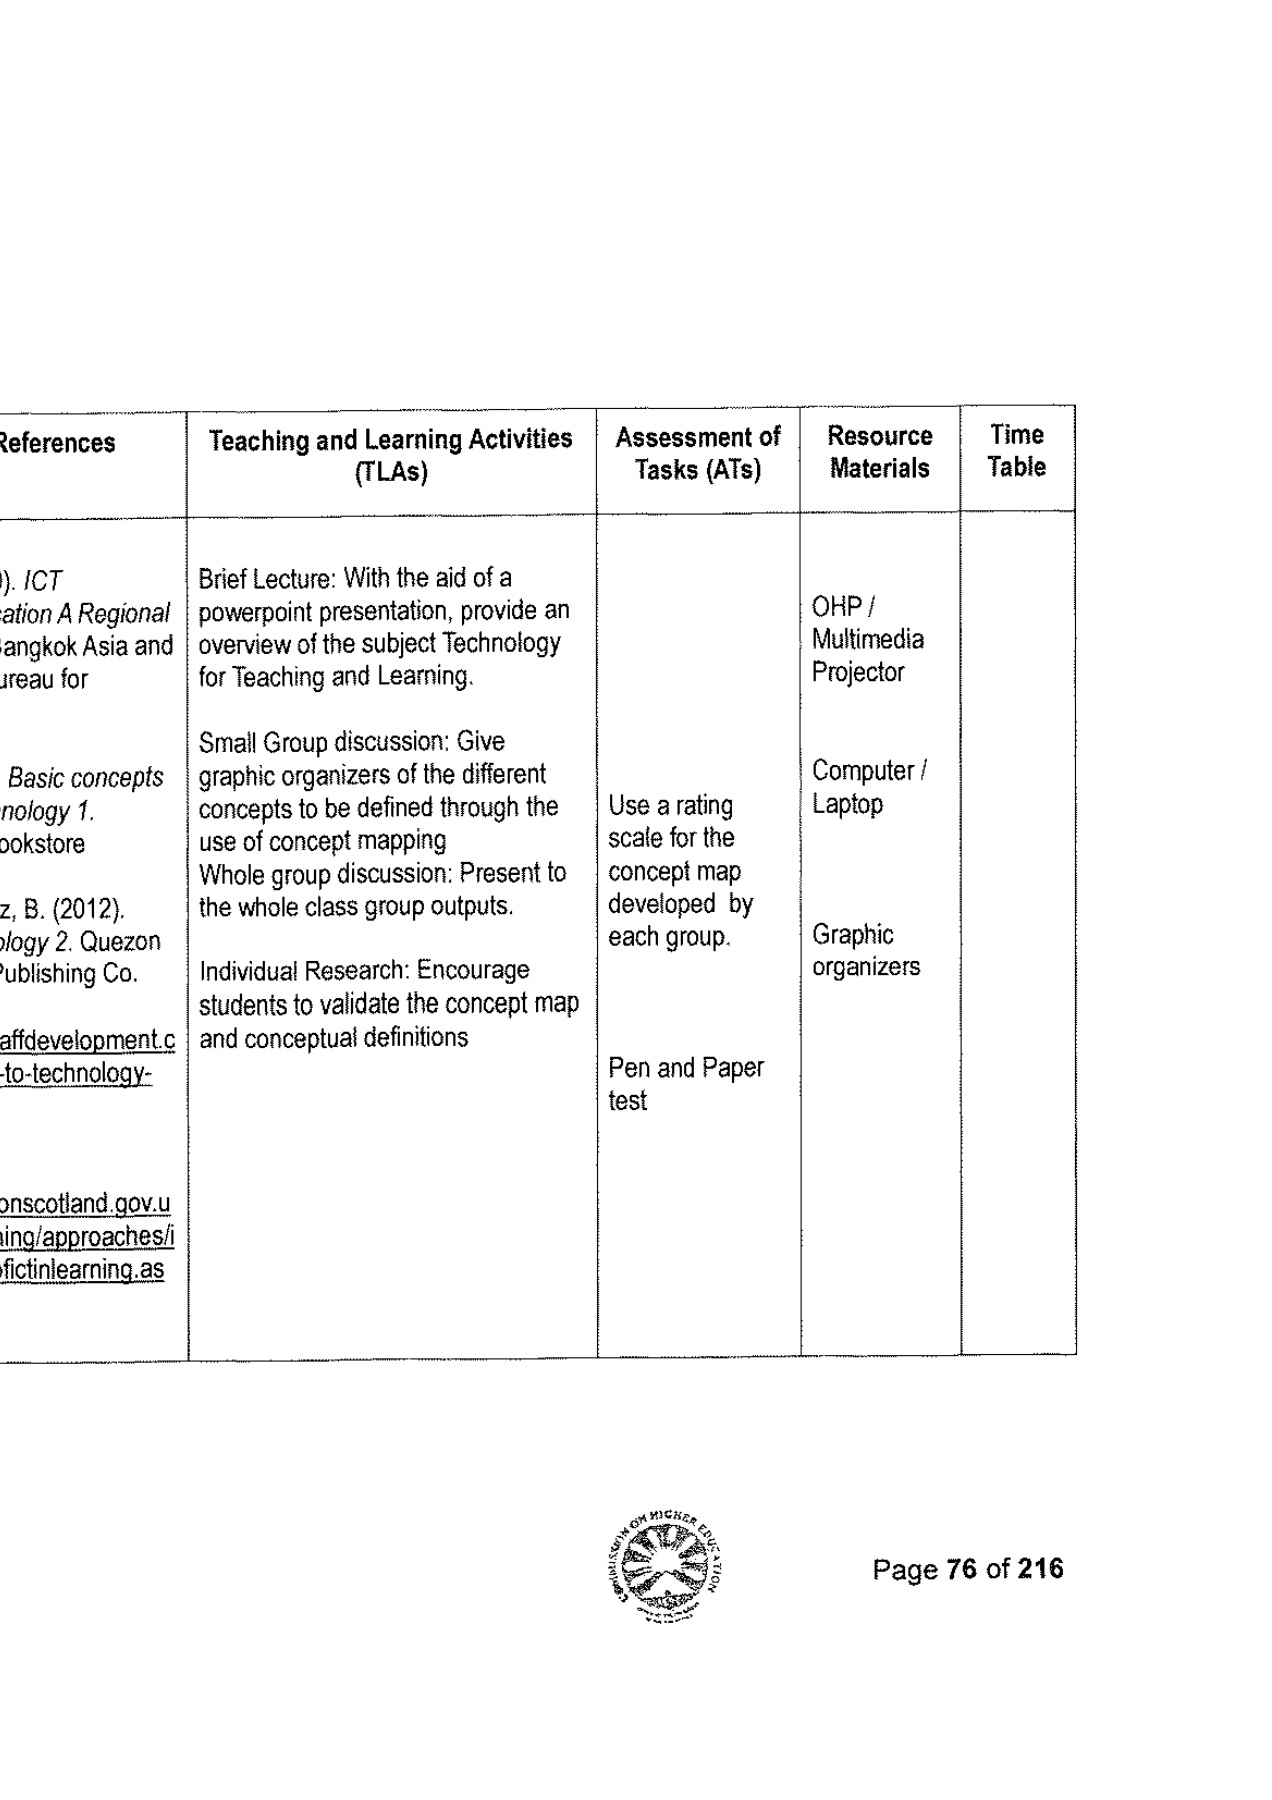 References
). ICT
cation A Regional
Bangkok Asia and
ureau for
Basic concepts
nology 1.
ookstore
z, B. (2012).
ology 2. Quezon
Publishing Co.
affdevelopment.c
-to-technology-
onscotland.gov.u
ning/approaches/i
ofictinlearning.as
Teaching and Learning Activities
(TLAs)
Brief Lecture: With the aid of a
powerpoint presentation, provide an
overview of the subject Technology
for Teaching and Learning.
Small Group discussion: Give
graphic organizers of the different
concepts to be defined through the
use of concept mapping
Whole group discussion: Present to
the whole class group outputs.
Individual Research: Encourage
students to validate the concept map
and conceptual definitions
Assessment of
Tasks (ATs)
Use a rating
scale for the
concept map
developed by
each group.
Pen and Paper
test
Resource
Materials
OHP /
Multimedia
Projector
Computer /
Laptop
Graphic
organizers
Time
Table
COMMISSION ON HIGHER EDUCATION
Page 76 of 216